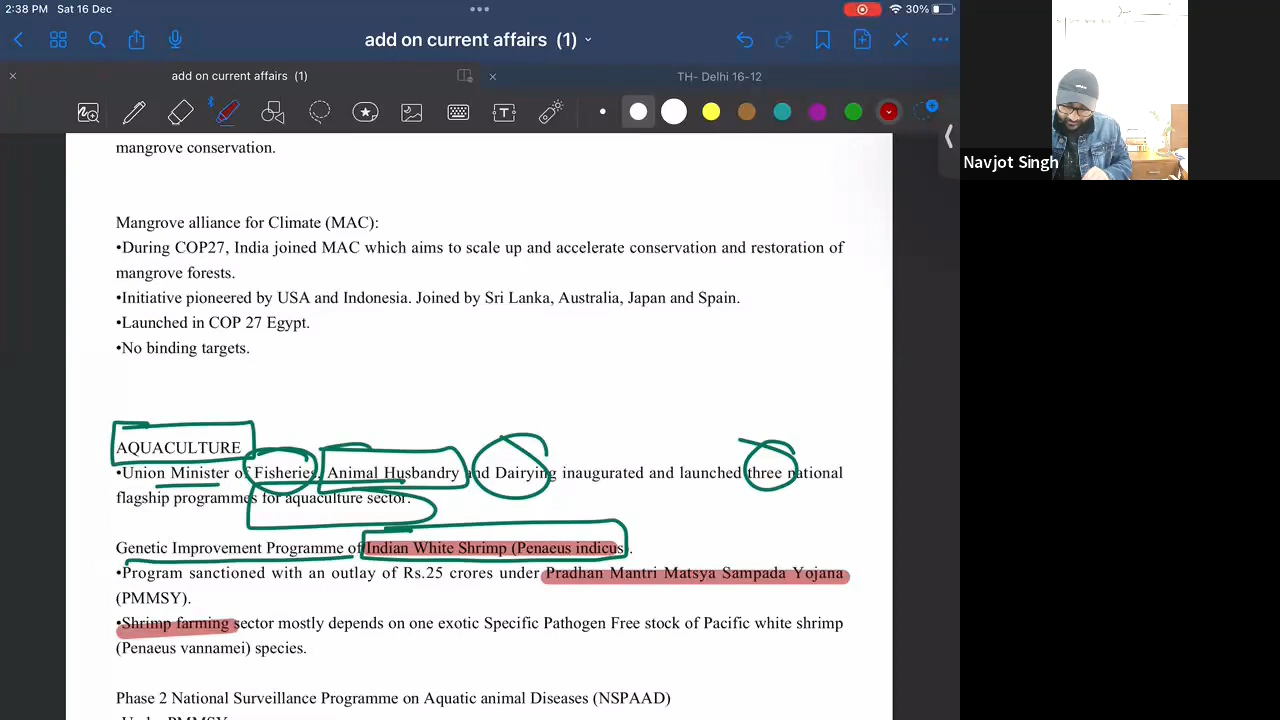 2:38 PM Sat 16 Dec
30%
add on current affairs (1)
add on current affairs (1)
TH- Delhi 16-12
Navjot Singh
mangrove conservation.
Mangrove alliance for Climate (MAC):
•During COP27, India joined MAC which aims to scale up and accelerate conservation and restoration of
mangrove forests.
•Initiative pioneered by USA and Indonesia. Joined by Sri Lanka, Australia, Japan and Spain.
•Launched in COP 27 Egypt.
•No binding targets.
AQUACULTURE
•Union Minister of Fisheries, Animal Husbandry and Dairying inaugurated and launched three national
flagship programmes for aquaculture sector.
Genetic Improvement Programme of Indian White Shrimp (Penaeus indicus).
•Program sanctioned with an outlay of Rs.25 crores under Pradhan Mantri Matsya Sampada Yojana
(PMMSY).
•Shrimp farming sector mostly depends on one exotic Specific Pathogen Free stock of Pacific white shrimp
(Penaeus vannamei) species.
Phase 2 National Surveillance Programme on Aquatic animal Diseases (NSPAAD)
•Under PMMSY